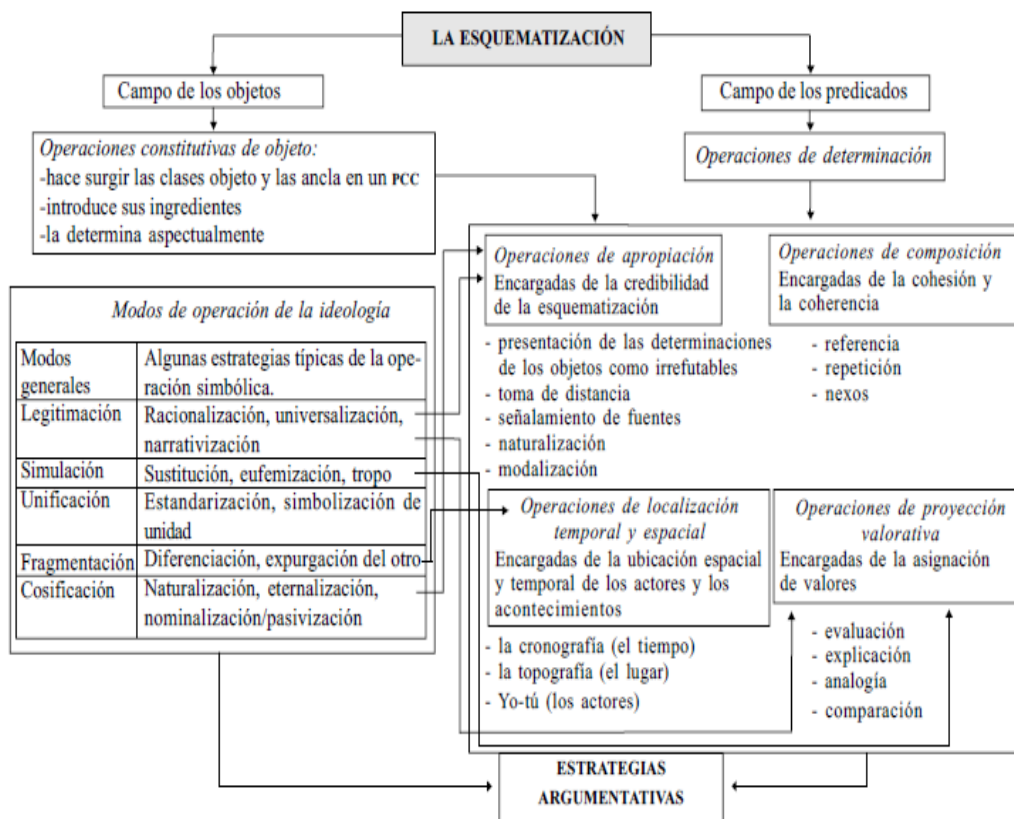 LA ESQUEMATIZACIÓN
Campo de los objetos
Campo de los predicados
Operaciones constitutivas de objeto:
-hace surgir las clases objeto y las ancla en un PCC
-introduce sus ingredientes
-la determina aspectualmente
Operaciones de determinación
Operaciones de apropiación
Encargadas de la credibilidad
de la esquematización
- presentación de las determinaciones
de los objetos como irrefutables
- toma de distancia
- señalamiento de fuentes
- naturalización
- modalización
Operaciones de composición
Encargadas de la cohesión y
la coherencia
- referencia
- repetición
- nexos
Modos de operación de la ideología
Modos
generales
Algunas estrategias típicas de la ope-
ración simbólica.
Legitimación
Racionalización, universalización,
narrativización
Simulación
Sustitución, eufemización, tropo
Unificación
Estandarización, simbolización de
unidad
Fragmentación
Diferenciación, expurgación del otro
Cosificación
Naturalización, eternalización,
nominalización/pasivización
Operaciones de localización
temporal y espacial
Encargadas de la ubicación espacial
y temporal de los actores y los
acontecimientos
- la cronografía (el tiempo)
- la topografía (el lugar)
- Yo-tú (los actores)
Operaciones de proyección
valorativa
Encargadas de la asignación
de valores
- evaluación
- explicación
- analogía
- comparación
ESTRATEGIAS
ARGUMENTATIVAS